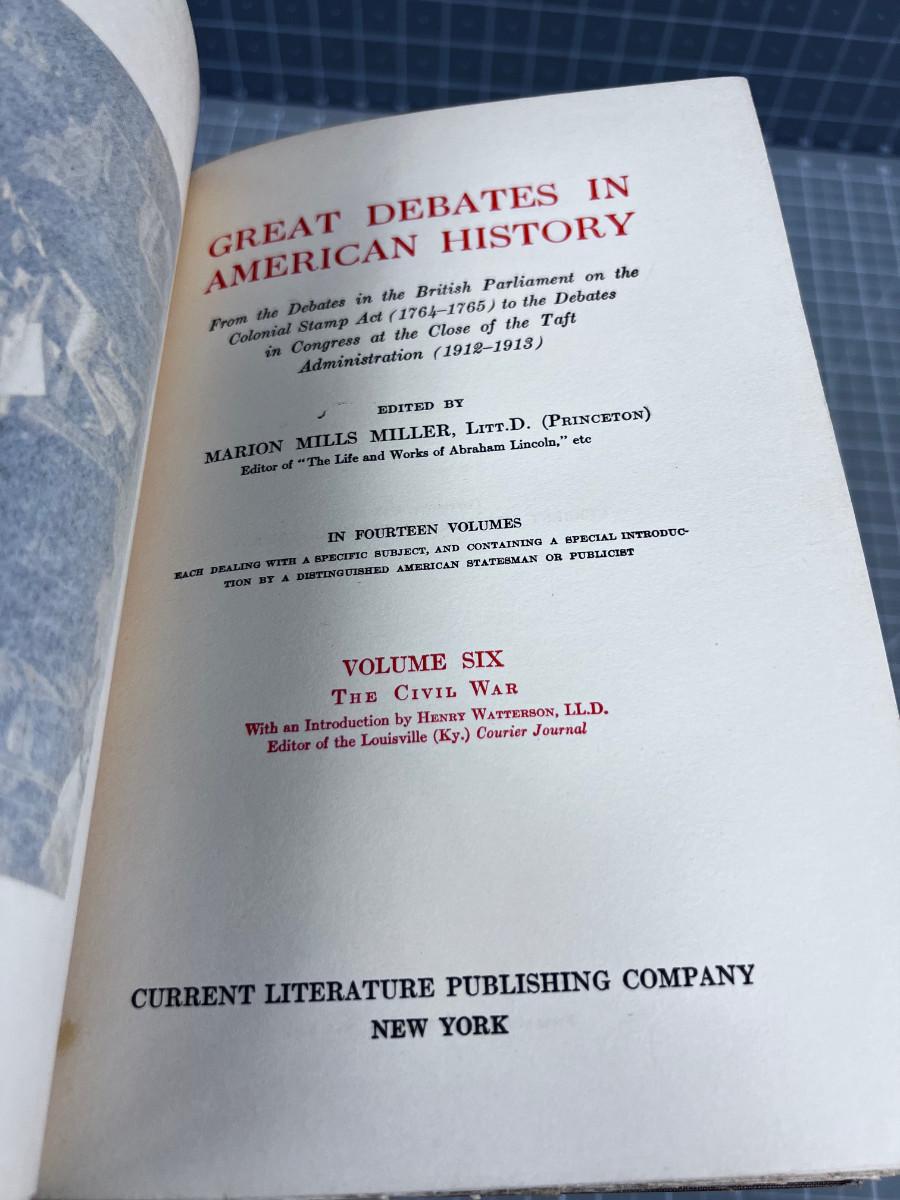 GREAT DEBATES IN
AMERICAN HISTORY
From the Debates in the British Parliament on the
Colonial Stamp Act (1764–1765) to the Debates
in Congress at the Close of the Taft
Administration (1912–1913)
EDITED BY
MARION MILLS MILLER, LITT.D. (PRINCETON)
Editor of “The Life and Works of Abraham Lincoln,” etc
IN FOURTEEN VOLUMES
EACH DEALING WITH A SPECIFIC SUBJECT, AND CONTAINING A SPECIAL INTRODUC-
TION BY A DISTINGUISHED AMERICAN STATESMAN OR PUBLICIST
VOLUME SIX
THE CIVIL WAR
With an Introduction by HENRY WATTERSON, LL.D.
Editor of the Louisville (Ky.) Courier Journal
CURRENT LITERATURE PUBLISHING COMPANY
NEW YORK